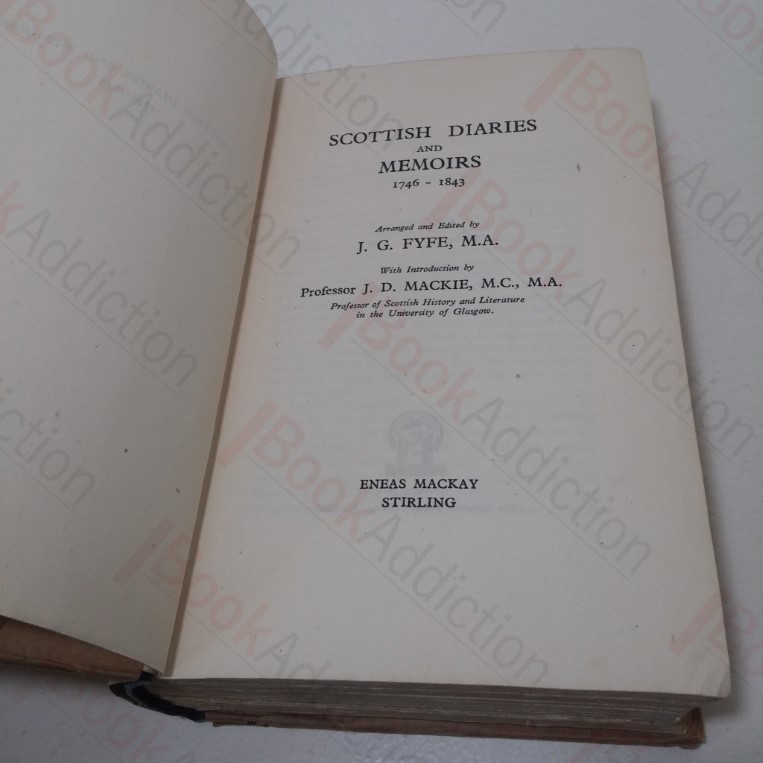 SCOTTISH DIARIES
AND
MEMOIRS
1746 - 1843
Arranged and Edited by
J. G. FYFE, M.A.
With Introduction by
Professor J. D. MACKIE, M.C., M.A.
Professor of Scottish History and Literature
in the University of Glasgow.
ENEAS MACKAY
STIRLING
BookAddiction